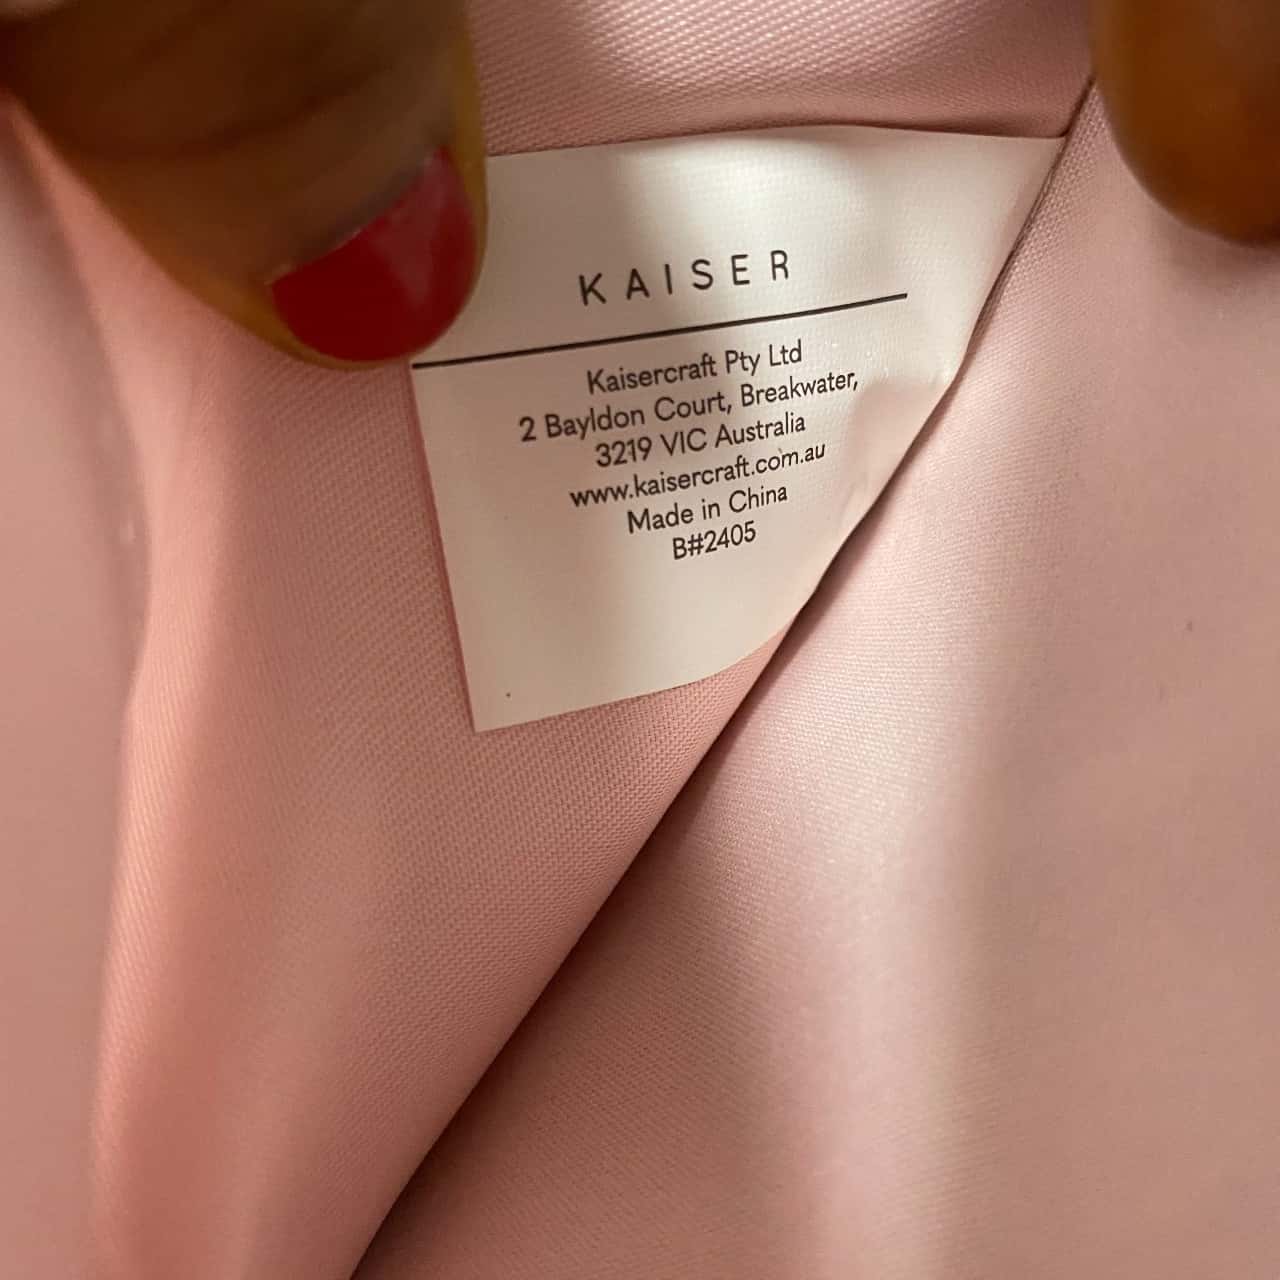 KAISER
Kaisercraft Pty Ltd
2 Bayldon Court, Breakwater,
3219 VIC Australia
www.kaisercraft.com.au
Made in China
B#2405